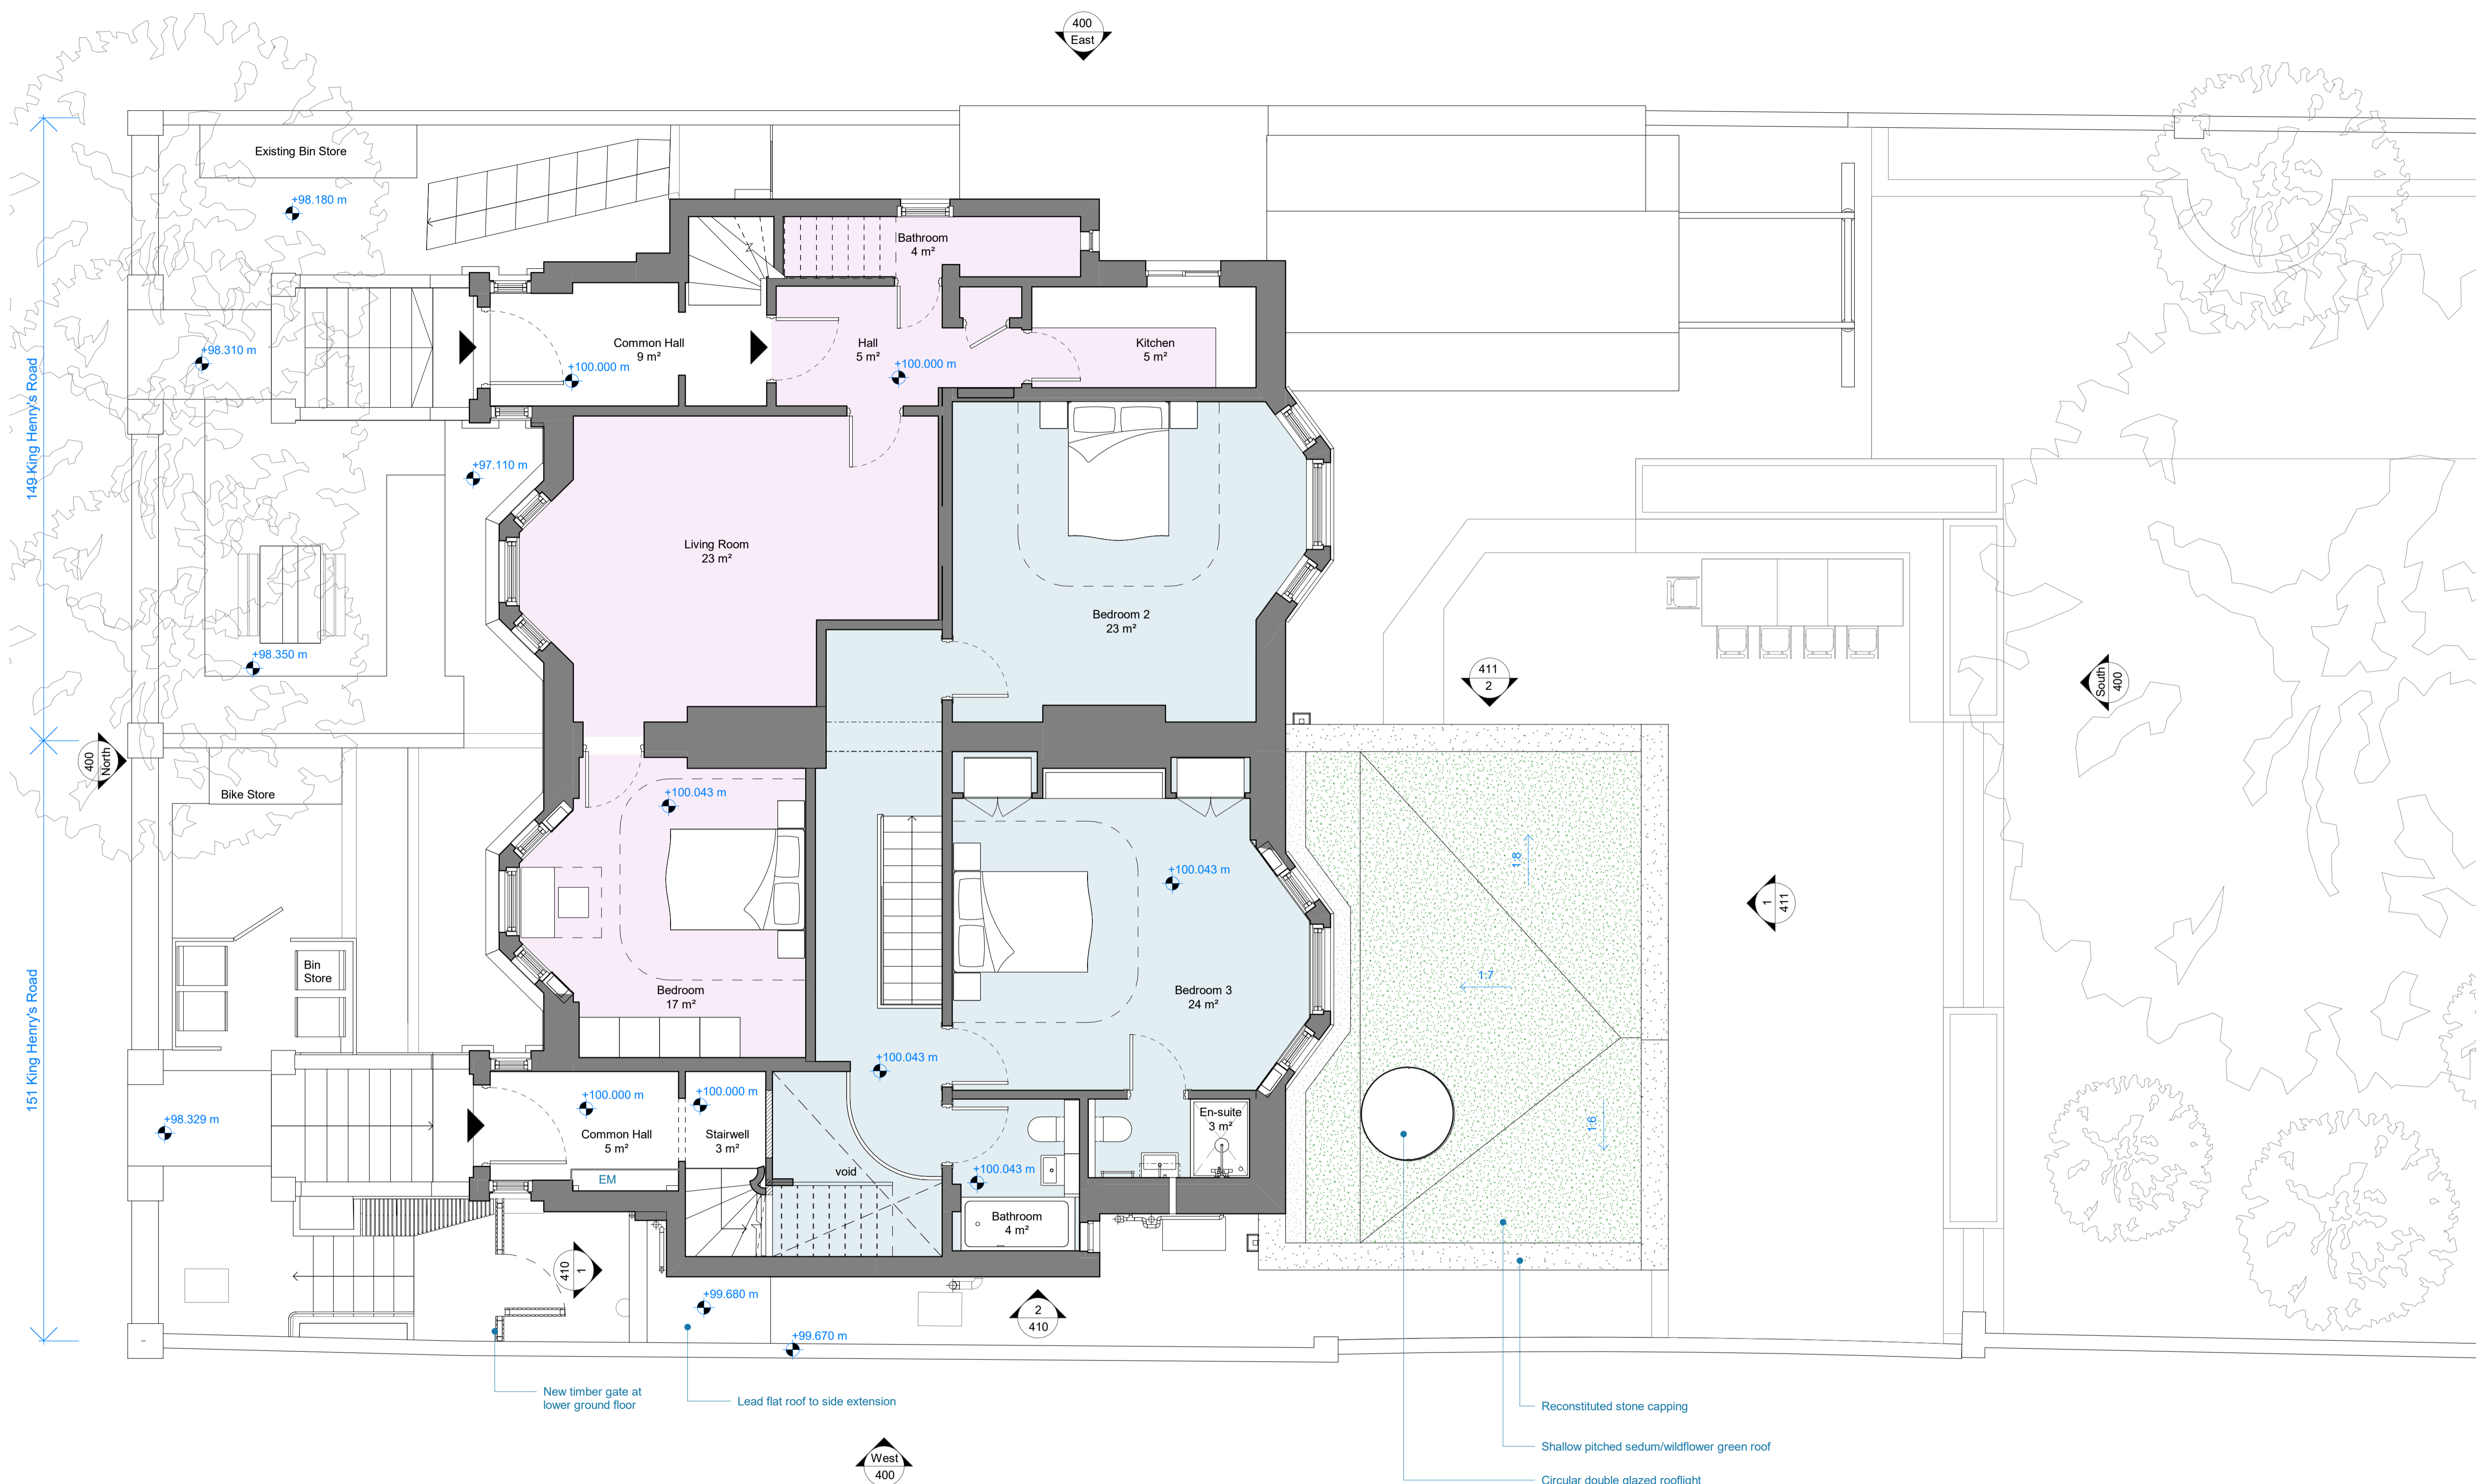 400
East
Existing Bin Store
+98.180 m
Bathroom
4 m²
149 King Henry's Road
+98.310 m
Common Hall
9 m²
+100.000 m
Hall
5 m²
+100.000 m
Kitchen
5 m²
+97.110 m
Living Room
23 m²
Bedroom 2
23 m²
+98.350 m
411
2
South
400
400
North
Bike Store
+100.043 m
+100.043 m
1:8
1
411
1:7
Bin
Store
Bedroom
17 m²
Bedroom 3
24 m²
151 King Henry's Road
+100.043 m
+98.329 m
+100.000 m
+100.000 m
Common Hall
5 m²
Stairwell
3 m²
En-suite
3 m²
1:6
void
+100.043 m
EM
Bathroom
4 m²
410
1
+99.680 m
2
410
+99.670 m
New timber gate at
lower ground floor
Lead flat roof to side extension
Reconstituted stone capping
Shallow pitched sedum/wildflower green roof
West
400
Circular double glazed rooflight